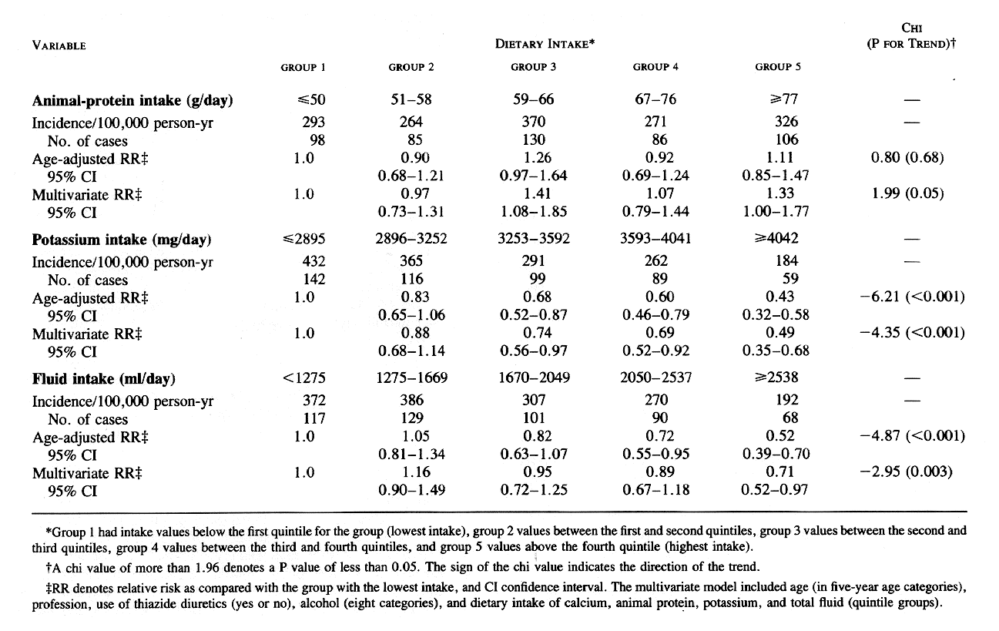 CHI
VARIABLE DIETARY INTAKE* (P FOR TREND)†
GROUP 1 GROUP 2 GROUP 3 GROUP 4 GROUP 5
Animal-protein intake (g/day) ≤50 51–58 59–66 67–76 ≥77 —
Incidence/100,000 person-yr 293 264 370 271 326 —
No. of cases 98 85 130 86 106
Age-adjusted RR‡ 1.0 0.90 1.26 0.92 1.11 0.80 (0.68)
95% CI 0.68–1.21 0.97–1.64 0.69–1.24 0.85–1.47
Multivariate RR‡ 1.0 0.97 1.41 1.07 1.33 1.99 (0.05)
95% CI 0.73–1.31 1.08–1.85 0.79–1.44 1.00–1.77
Potassium intake (mg/day) ≤2895 2896–3252 3253–3592 3593–4041 ≥4042 —
Incidence/100,000 person-yr 432 365 291 262 184 —
No. of cases 142 116 99 89 59
Age-adjusted RR‡ 1.0 0.83 0.68 0.60 0.43 −6.21 (<0.001)
95% CI 0.65–1.06 0.52–0.87 0.46–0.79 0.32–0.58
Multivariate RR‡ 1.0 0.88 0.74 0.69 0.49 −4.35 (<0.001)
95% CI 0.68–1.14 0.56–0.97 0.52–0.92 0.35–0.68
Fluid intake (ml/day) <1275 1275–1669 1670–2049 2050–2537 ≥2538 —
Incidence/100,000 person-yr 372 386 307 270 192 —
No. of cases 117 129 101 90 68
Age-adjusted RR‡ 1.0 1.05 0.82 0.72 0.52 −4.87 (<0.001)
95% CI 0.81–1.34 0.63–1.07 0.55–0.95 0.39–0.70
Multivariate RR‡ 1.0 1.16 0.95 0.89 0.71 −2.95 (0.003)
95% CI 0.90–1.49 0.72–1.25 0.67–1.18 0.52–0.97
*Group 1 had intake values below the first quintile for the group (lowest intake), group 2 values between the first and second quintiles, group 3 values between the second and
third quintiles, group 4 values between the third and fourth quintiles, and group 5 values above the fourth quintile (highest intake).
†A chi value of more than 1.96 denotes a P value of less than 0.05. The sign of the chi value indicates the direction of the trend.
‡RR denotes relative risk as compared with the group with the lowest intake, and CI confidence interval. The multivariate model included age (in five-year age categories),
profession, use of thiazide diuretics (yes or no), alcohol (eight categories), and dietary intake of calcium, animal protein, potassium, and total fluid (quintile groups).